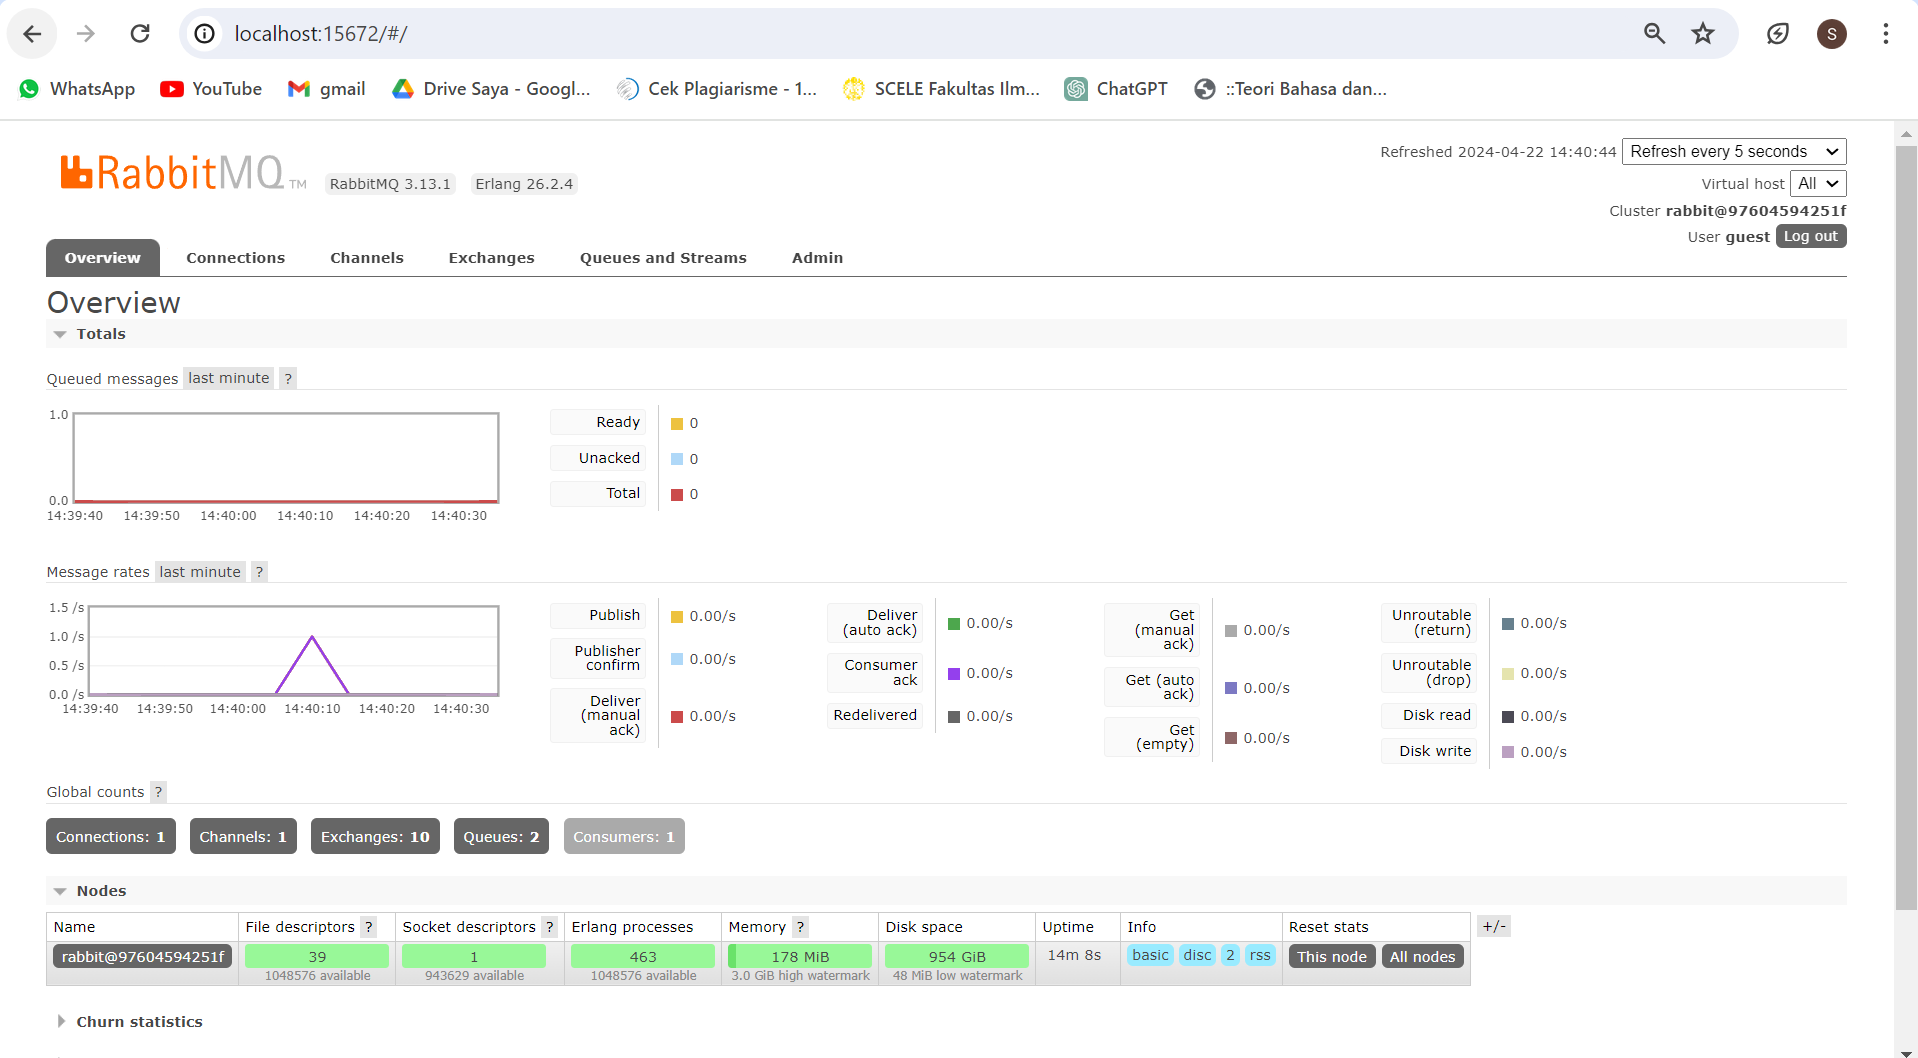 localhost:15672/#/
S
WhatsApp YouTube gmail Drive Saya - Googl... Cek Plagiarisme - 1... SCELE Fakultas Ilm... ChatGPT ::Teori Bahasa dan...
RabbitMQ TM RabbitMQ 3.13.1 Erlang 26.2.4
Refreshed 2024-04-22 14:40:44 Refresh every 5 seconds
Virtual host All
Cluster rabbit@97604594251f
User guest Log out
Overview Connections Channels Exchanges Queues and Streams Admin
Overview
Totals
Queued messages last minute ?
1.0
0.0
14:39:40 14:39:50 14:40:00 14:40:10 14:40:20 14:40:30
Ready 0
Unacked 0
Total 0
Message rates last minute ?
1.5 /s
1.0 /s
0.5 /s
0.0 /s
14:39:40 14:39:50 14:40:00 14:40:10 14:40:20 14:40:30
Publish 0.00/s
Publisher
confirm 0.00/s
Deliver
(manual
ack) 0.00/s
Deliver
(auto ack) 0.00/s
Consumer
ack 0.00/s
Redelivered 0.00/s
Get
(manual
ack) 0.00/s
Get (auto
ack) 0.00/s
Get
(empty) 0.00/s
Unroutable
(return) 0.00/s
Unroutable
(drop) 0.00/s
Disk read 0.00/s
Disk write 0.00/s
Global counts ?
Connections: 1 Channels: 1 Exchanges: 10 Queues: 2 Consumers: 1
Nodes
Name File descriptors ? Socket descriptors ? Erlang processes Memory ? Disk space Uptime Info Reset stats +/-
rabbit@97604594251f 39 1 463 178 MiB 954 GiB 14m 8s basic disc 2 rss This node All nodes
1048576 available 943629 available 1048576 available 3.0 GiB high watermark 48 MiB low watermark
Churn statistics